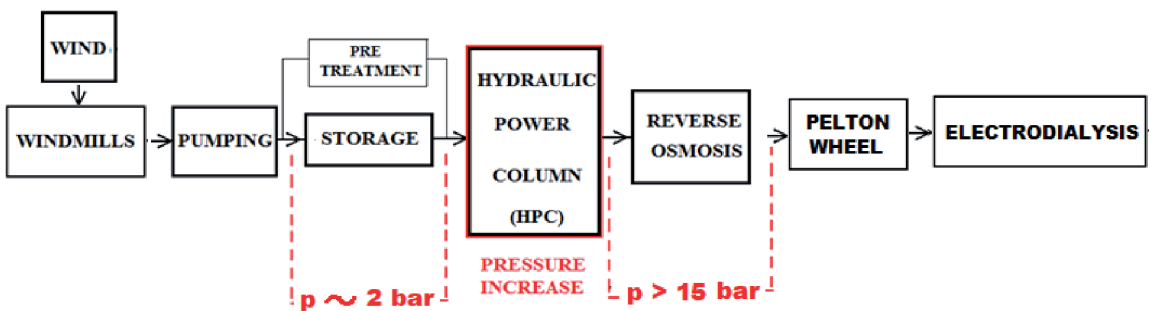 WIND
WINDMILLS
PUMPING
PRE
TREATMENT
STORAGE
HYDRAULIC
POWER
COLUMN
(HPC)
REVERSE
OSMOSIS
PELTON
WHEEL
ELECTRODIALYSIS
PRESSURE
INCREASE
p ~ 2 bar
p > 15 bar